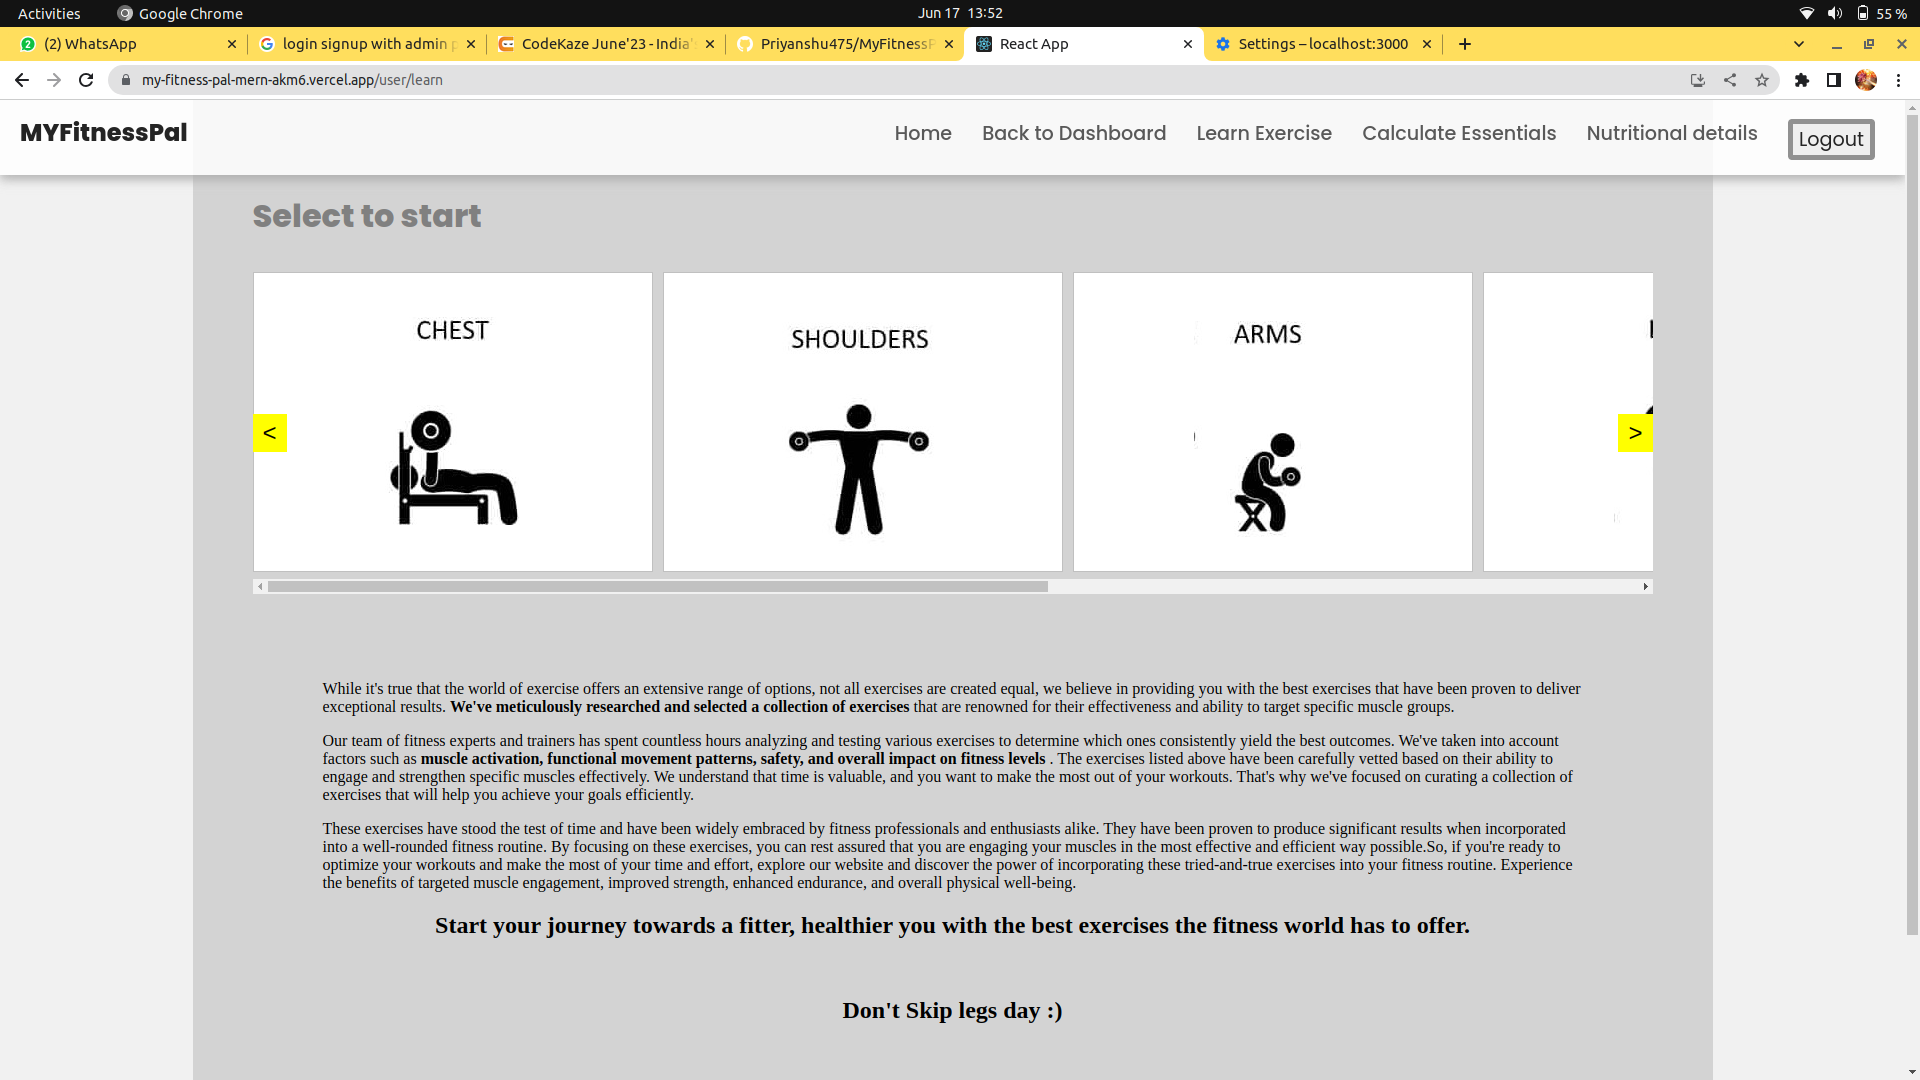 Activities
Google Chrome
Jun 17 13:52
55 %
(2) WhatsApp
login signup with admin
CodeKaze June'23 - India'
Priyanshu475/MyFitness
React App
Settings – localhost:3000
my-fitness-pal-mern-akm6.vercel.app/user/learn
MYFitnessPal
Home
Back to Dashboard
Learn Exercise
Calculate Essentials
Nutritional details
Logout
Select to start
CHEST
SHOULDERS
ARMS
<
>
While it's true that the world of exercise offers an extensive range of options, not all exercises are created equal, we believe in providing you with the best exercises that have been proven to deliver
exceptional results. We've meticulously researched and selected a collection of exercises that are renowned for their effectiveness and ability to target specific muscle groups.
Our team of fitness experts and trainers has spent countless hours analyzing and testing various exercises to determine which ones consistently yield the best outcomes. We've taken into account
factors such as muscle activation, functional movement patterns, safety, and overall impact on fitness levels . The exercises listed above have been carefully vetted based on their ability to
engage and strengthen specific muscles effectively. We understand that time is valuable, and you want to make the most out of your workouts. That's why we've focused on curating a collection of
exercises that will help you achieve your goals efficiently.
These exercises have stood the test of time and have been widely embraced by fitness professionals and enthusiasts alike. They have been proven to produce significant results when incorporated
into a well-rounded fitness routine. By focusing on these exercises, you can rest assured that you are engaging your muscles in the most effective and efficient way possible.So, if you're ready to
optimize your workouts and make the most of your time and effort, explore our website and discover the power of incorporating these tried-and-true exercises into your fitness routine. Experience
the benefits of targeted muscle engagement, improved strength, enhanced endurance, and overall physical well-being.
Start your journey towards a fitter, healthier you with the best exercises the fitness world has to offer.
Don't Skip legs day :)